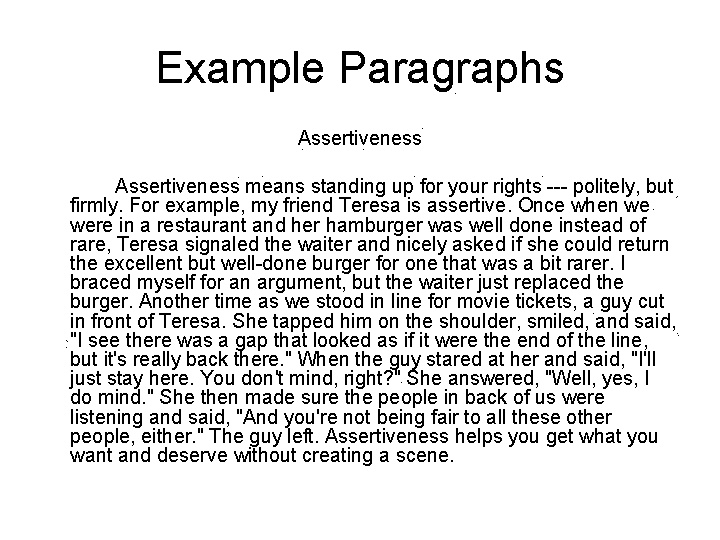 Example Paragraphs
Assertiveness
Assertiveness means standing up for your rights --- politely, but
firmly. For example, my friend Teresa is assertive. Once when we
were in a restaurant and her hamburger was well done instead of
rare, Teresa signaled the waiter and nicely asked if she could return
the excellent but well-done burger for one that was a bit rarer. I
braced myself for an argument, but the waiter just replaced the
burger. Another time as we stood in line for movie tickets, a guy cut
in front of Teresa. She tapped him on the shoulder, smiled, and said,
"I see there was a gap that looked as if it were the end of the line,
but it's really back there." When the guy stared at her and said, "I'll
just stay here. You don't mind, right?" She answered, "Well, yes, I
do mind." She then made sure the people in back of us were
listening and said, "And you're not being fair to all these other
people, either." The guy left. Assertiveness helps you get what you
want and deserve without creating a scene.